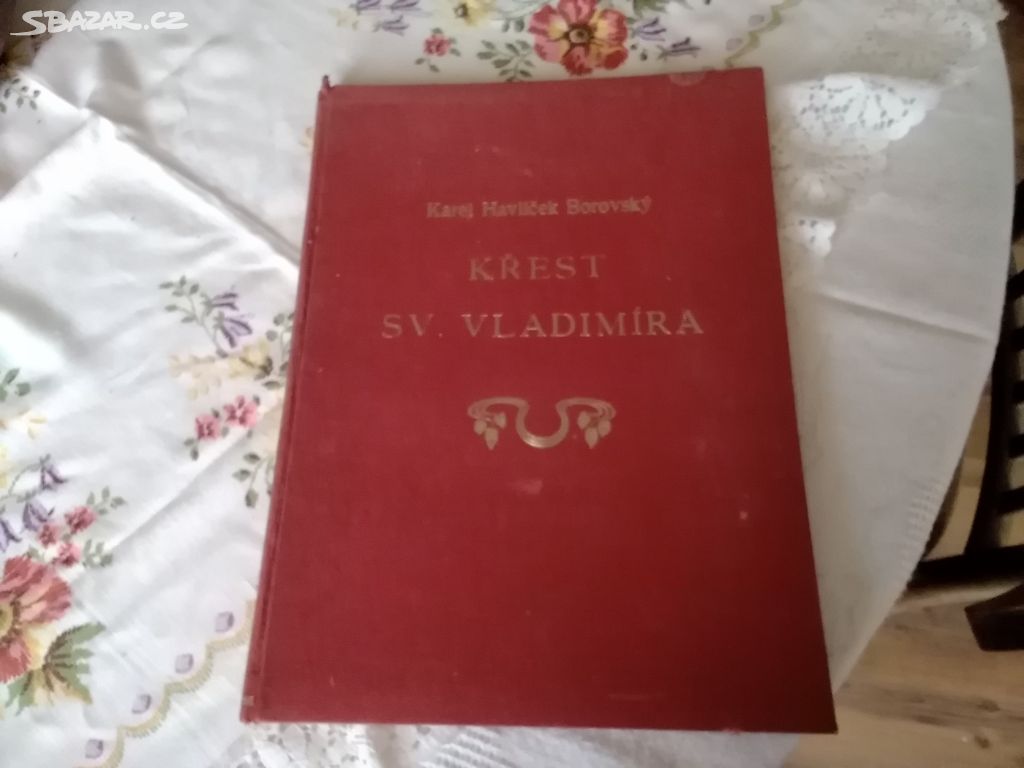 SBAZAR.CZ
Karel Havlíček Borovský
KŘEST
SV. VLADIMÍRA